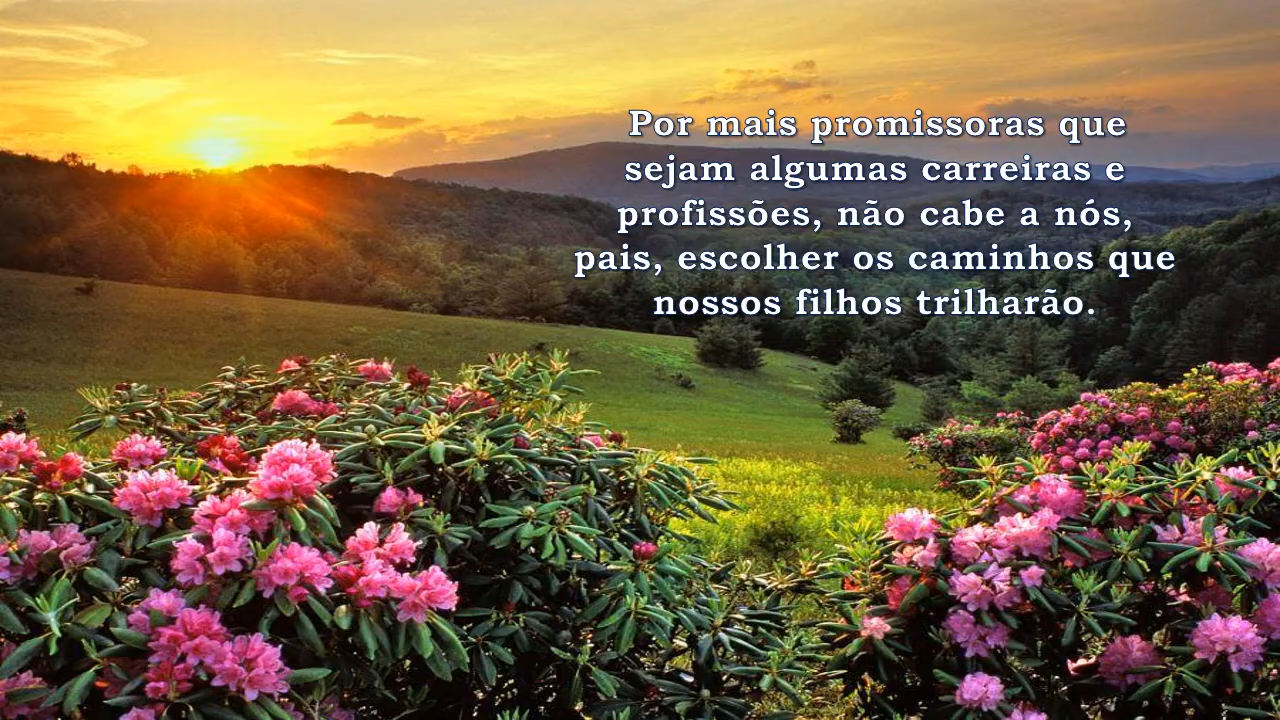 Por mais promissoras que
sejam algumas carreiras e
profissões, não cabe a nós,
pais, escolher os caminhos que
nossos filhos trilharão.